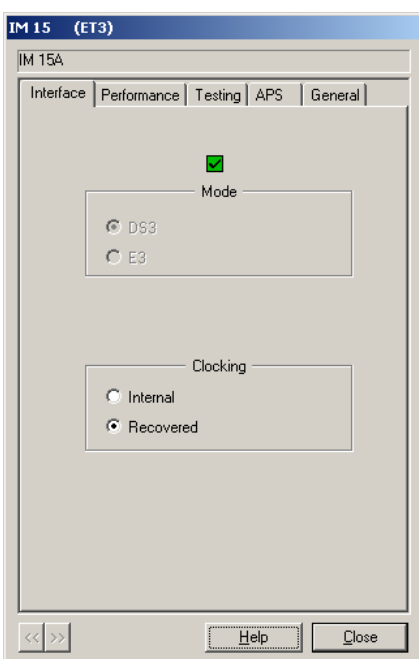 IM 15 (ET3)
IM 15A
Interface Performance Testing APS General
Mode
DS3
E3
Clocking
Internal
Recovered
<< >> Help Close